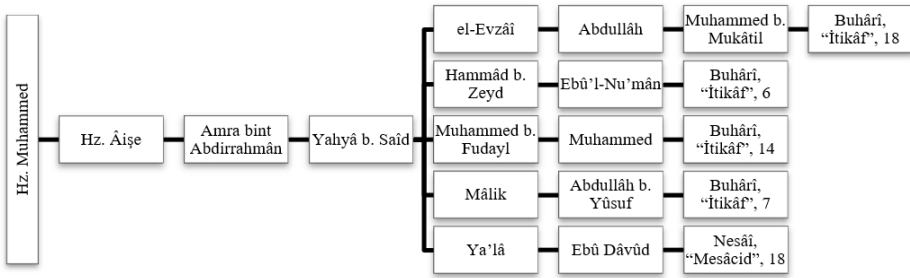 Hz. Muhammed
Hz. Âişe
Amra bint
Abdirrahmân
Yahyâ b. Saîd
el-Evzâî
Abdullâh
Muhammed b.
Mukâtil
Buhârî,
“İtikâf”, 18
Hammâd b.
Zeyd
Ebû’l-Nu’mân
Buhârî,
“İtikâf”, 6
Muhammed b.
Fudayl
Muhammed
Buhârî,
“İtikâf”, 14
Mâlik
Abdullâh b.
Yûsuf
Buhârî,
“İtikâf”, 7
Ya’lâ
Ebû Dâvûd
Nesâî,
“Mesâcid”, 18